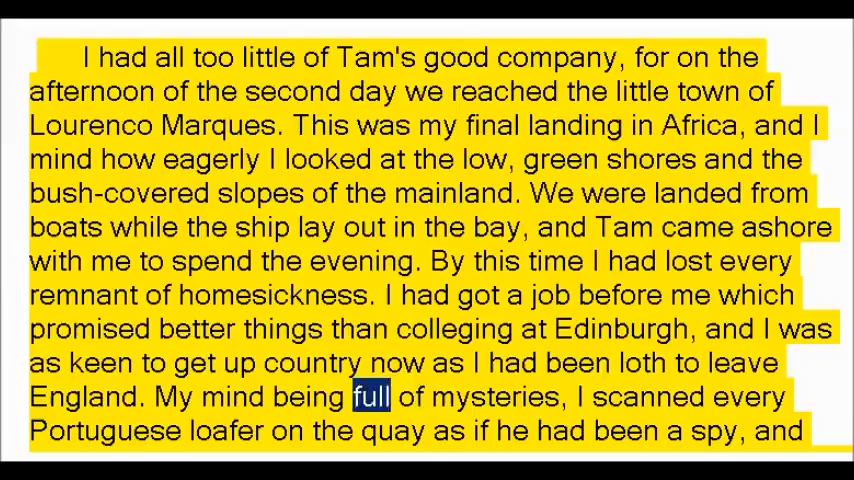 I had all too little of Tam's good company, for on the
afternoon of the second day we reached the little town of
Lourenco Marques. This was my final landing in Africa, and I
mind how eagerly I looked at the low, green shores and the
bush-covered slopes of the mainland. We were landed from
boats while the ship lay out in the bay, and Tam came ashore
with me to spend the evening. By this time I had lost every
remnant of homesickness. I had got a job before me which
promised better things than colleging at Edinburgh, and I was
as keen to get up country now as I had been loth to leave
England. My mind being full of mysteries, I scanned every
Portuguese loafer on the quay as if he had been a spy, and